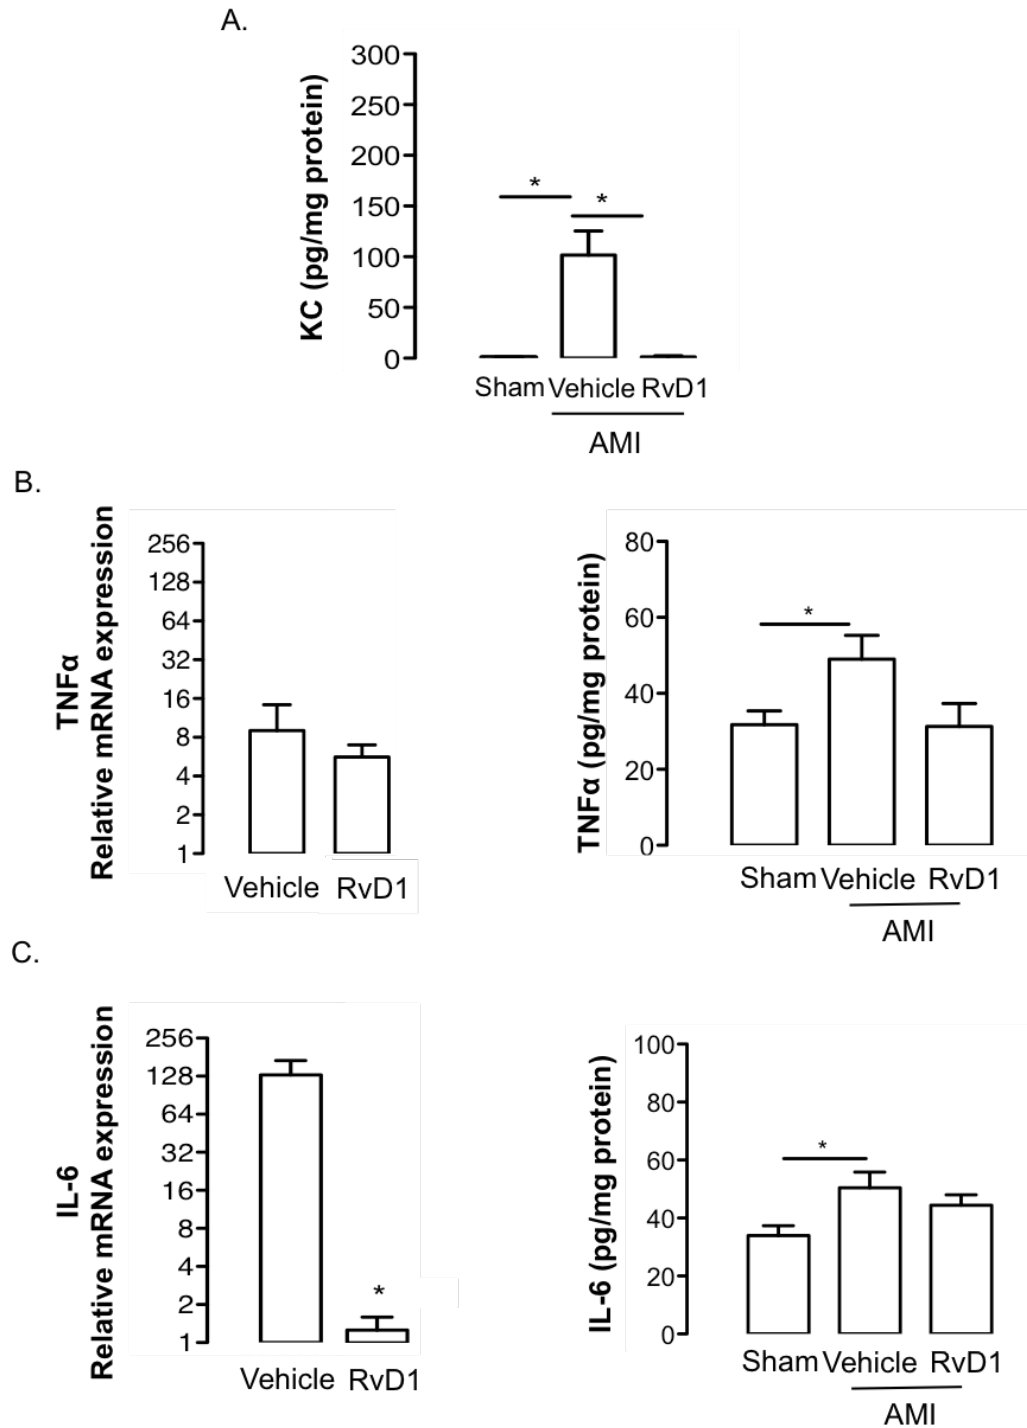 A.
KC (pg/mg protein)
300
250
200
150
100
50
0
*
*
Sham Vehicle RvD1
AMI
B.
TNFα
Relative mRNA expression
256
128
64
32
16
8
4
2
1
Vehicle RvD1
TNFα (pg/mg protein)
80
60
40
20
0
*
Sham Vehicle RvD1
AMI
C.
IL-6
Relative mRNA expression
256
128
64
32
16
8
4
2
1
*
Vehicle RvD1
IL-6 (pg/mg protein)
100
80
60
40
20
0
*
Sham Vehicle RvD1
AMI